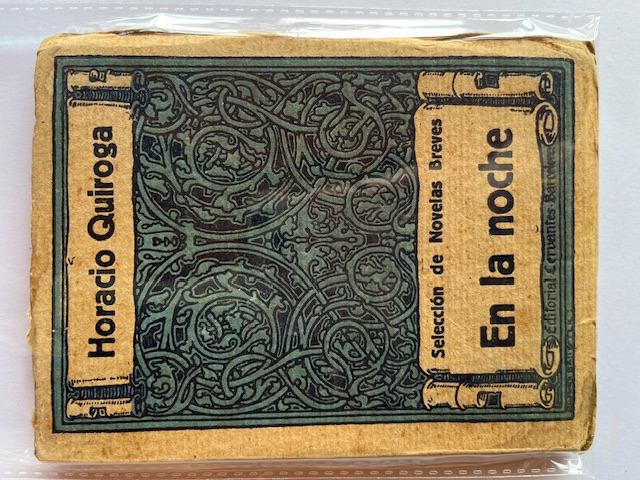 Horacio Quiroga
Selección de Novelas Breves
En la noche
Editorial Cervantes Barcelona